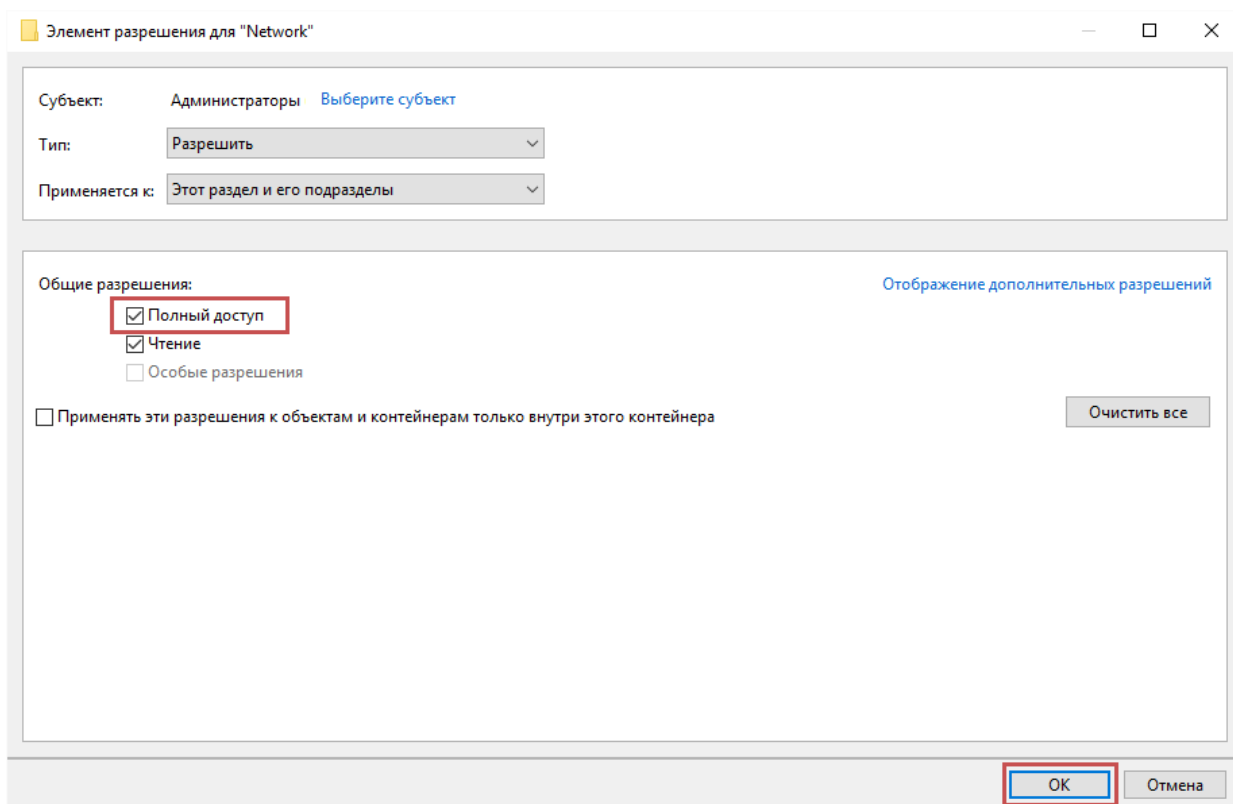 Элемент разрешения для "Network"
Субъект: Администраторы Выберите субъект
Тип: Разрешить
Применяется к: Этот раздел и его подразделы
Общие разрешения: Отображение дополнительных разрешений
Полный доступ
Чтение
Особые разрешения
Применять эти разрешения к объектам и контейнерам только внутри этого контейнера
Очистить все
ОК Отмена